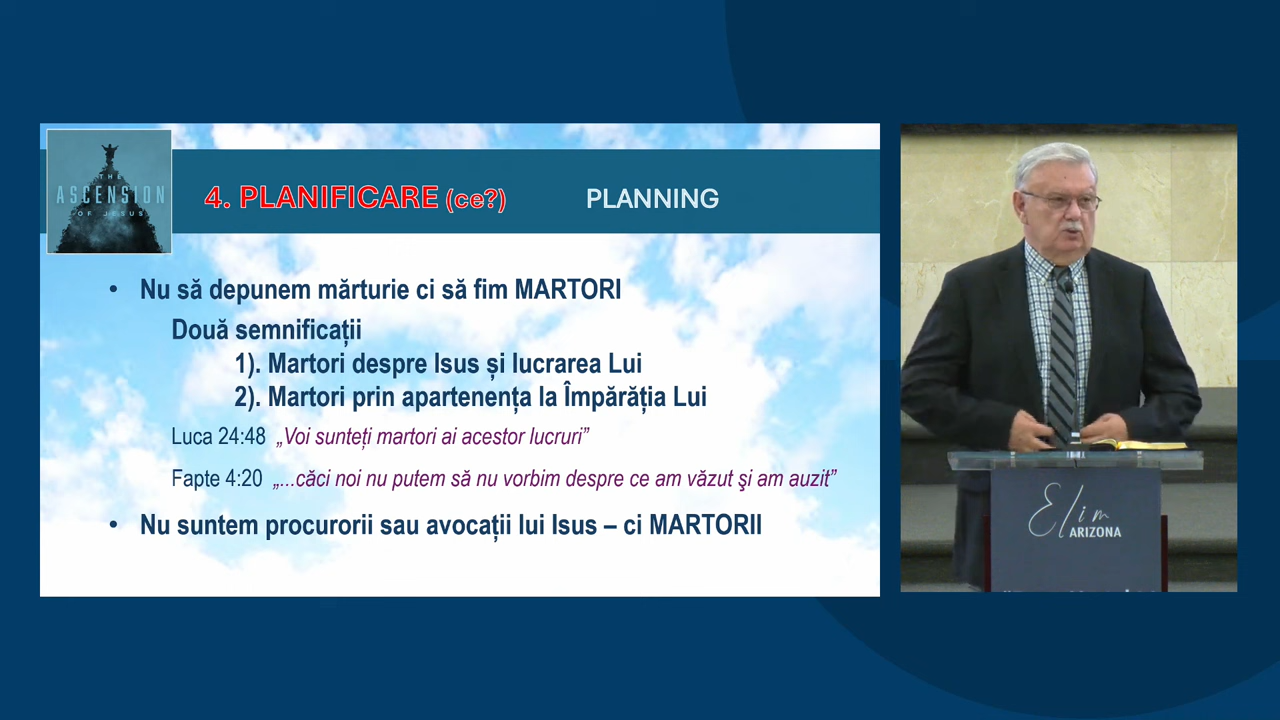 THE
ASCENSION
OF JESUS
4. PLANIFICARE (ce?) PLANNING
• Nu să depunem mărturie ci să fim MARTORI
Două semnificații
1). Martori despre Isus și lucrarea Lui
2). Martori prin apartenența la Împărăția Lui
Luca 24:48 „Voi sunteți martori ai acestor lucruri”
Fapte 4:20 „...căci noi nu putem să nu vorbim despre ce am văzut şi am auzit”
• Nu suntem procurorii sau avocații lui Isus – ci MARTORII
Elim
ARIZONA